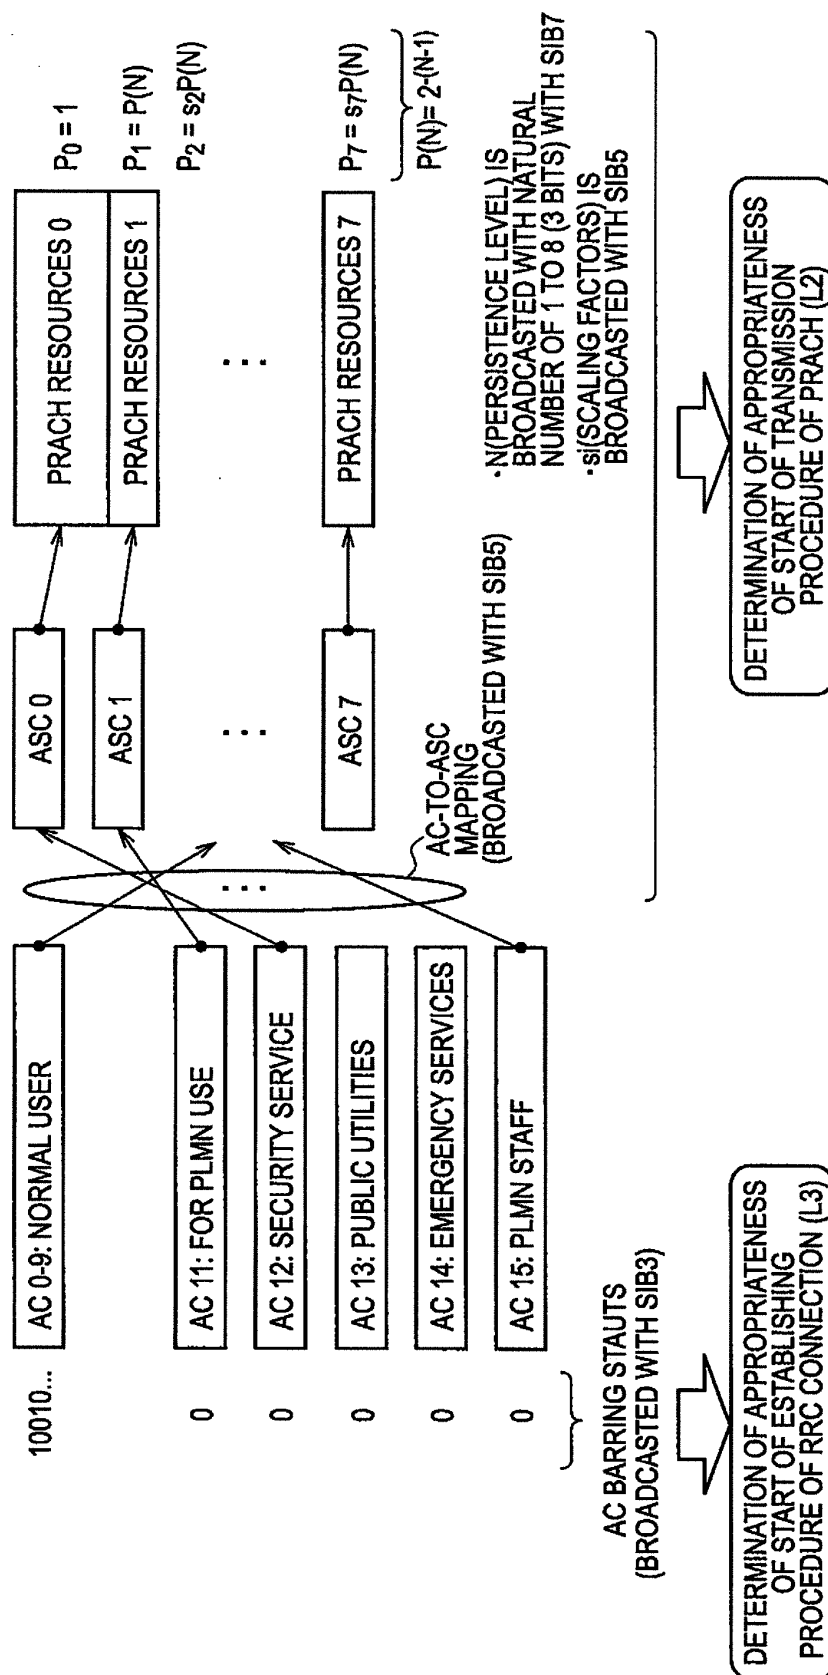 10010...
AC 0-9: NORMAL USER
ASC 0
PRACH RESOURCES 0
P0 = 1
ASC 1
PRACH RESOURCES 1
P1 = P(N)
P2 = s2P(N)
0
AC 11: FOR PLMN USE
0
AC 12: SECURITY SERVICE
...
...
...
0
AC 13: PUBLIC UTILITIES
0
AC 14: EMERGENCY SERVICES
ASC 7
PRACH RESOURCES 7
P7 = s7P(N)
0
AC 15: PLMN STAFF
P(N)= 2-(N-1)
AC BARRING STAUTS
(BROADCASTED WITH SIB3)
AC-TO-ASC
MAPPING
(BROADCASTED WITH SIB5)
·N(PERSISTENCE LEVEL) IS
BROADCASTED WITH NATURAL
NUMBER OF 1 TO 8 (3 BITS) WITH SIB7
·si(SCALING FACTORS) IS
BROADCASTED WITH SIB5
DETERMINATION OF APPROPRIATENESS
OF START OF ESTABLISHING
PROCEDURE OF RRC CONNECTION (L3)
DETERMINATION OF APPROPRIATENESS
OF START OF TRANSMISSION
PROCEDURE OF PRACH (L2)